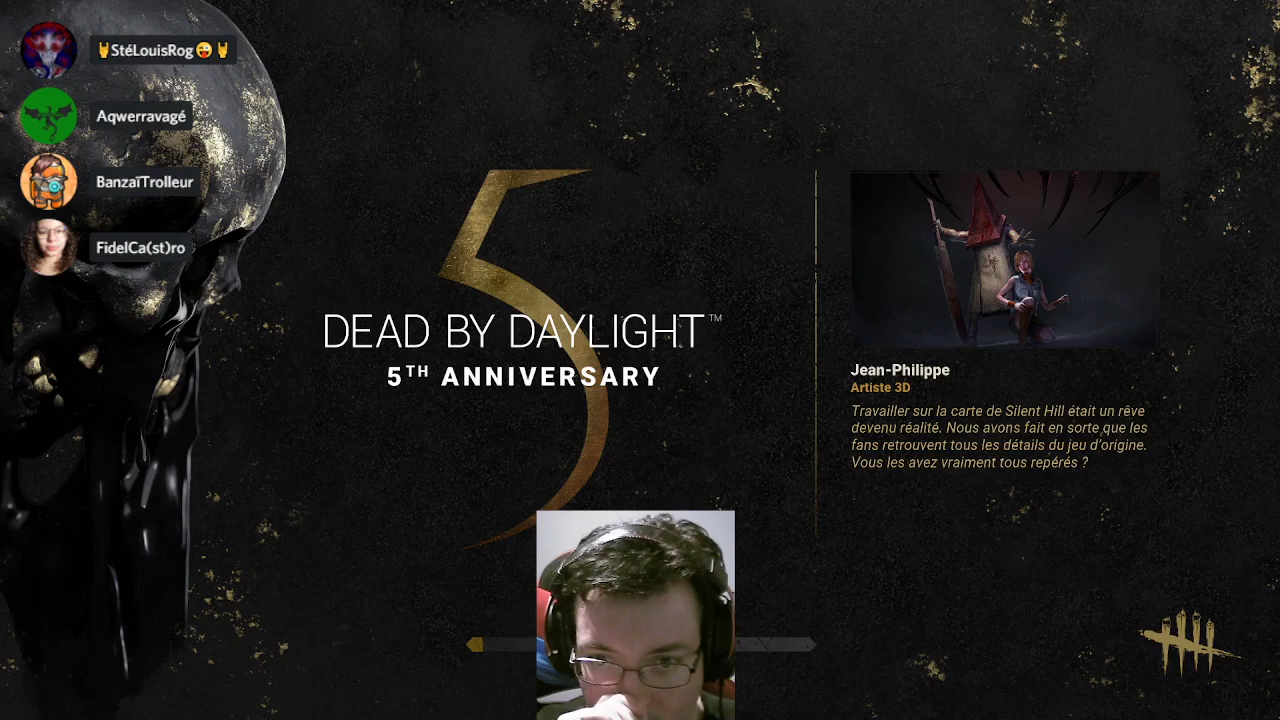 🤘StéLouisRog😜🤘
Aqwerravagé
BanzaïTrolleur
FidelCa(st)ro
5
DEAD BY DAYLIGHT™
5TH ANNIVERSARY
Jean-Philippe
Artiste 3D
Travailler sur la carte de Silent Hill était un rêve
devenu réalité. Nous avons fait en sorte que les
fans retrouvent tous les détails du jeu d'origine.
Vous les avez vraiment tous repérés ?